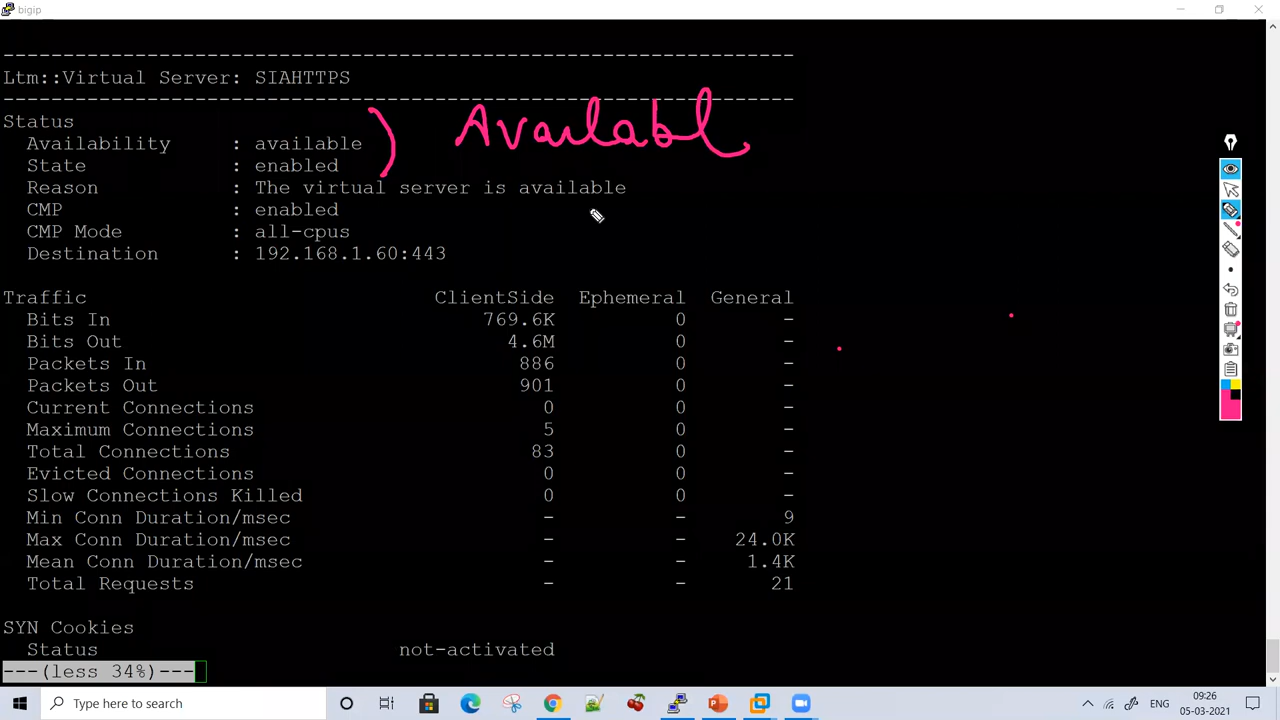 bigip
Ltm::Virtual Server: SIAHTTPS
Status
Availabl
Availability : available
State : enabled
Reason : The virtual server is available
CMP : enabled
CMP Mode : all-cpus
Destination : 192.168.1.60:443
Traffic ClientSide Ephemeral General
Bits In 769.6K 0 -
Bits Out 4.6M 0 -
Packets In 886 0 -
Packets Out 901 0 -
Current Connections 0 0 -
Maximum Connections 5 0 -
Total Connections 83 0 -
Evicted Connections 0 0 -
Slow Connections Killed 0 0 -
Min Conn Duration/msec - - 9
Max Conn Duration/msec - - 24.0K
Mean Conn Duration/msec - - 1.4K
Total Requests - - 21
SYN Cookies
Status not-activated
---(less 34%)---
Type here to search
ENG
09:26
05-03-2021